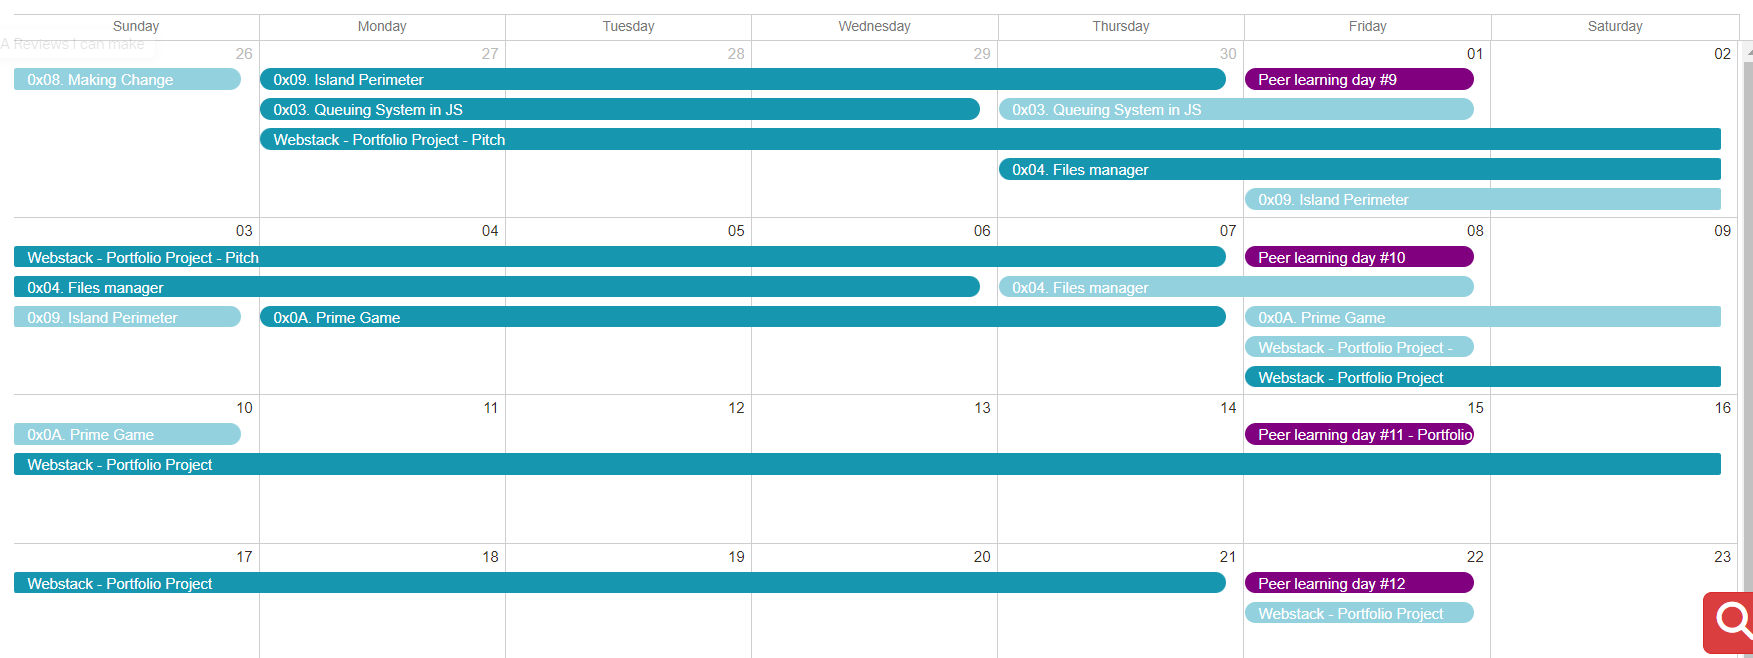 Sunday Monday Tuesday Wednesday Thursday Friday Saturday
A Reviews I can make
26 27 28 29 30 01 02
0x08. Making Change 0x09. Island Perimeter Peer learning day #9
0x03. Queuing System in JS 0x03. Queuing System in JS
Webstack - Portfolio Project - Pitch
0x04. Files manager
0x09. Island Perimeter
03 04 05 06 07 08 09
Webstack - Portfolio Project - Pitch Peer learning day #10
0x04. Files manager 0x04. Files manager
0x09. Island Perimeter 0x0A. Prime Game 0x0A. Prime Game
Webstack - Portfolio Project -
Webstack - Portfolio Project
10 11 12 13 14 15 16
0x0A. Prime Game Peer learning day #11 - Portfolio
Webstack - Portfolio Project
17 18 19 20 21 22 23
Webstack - Portfolio Project Peer learning day #12
Webstack - Portfolio Project